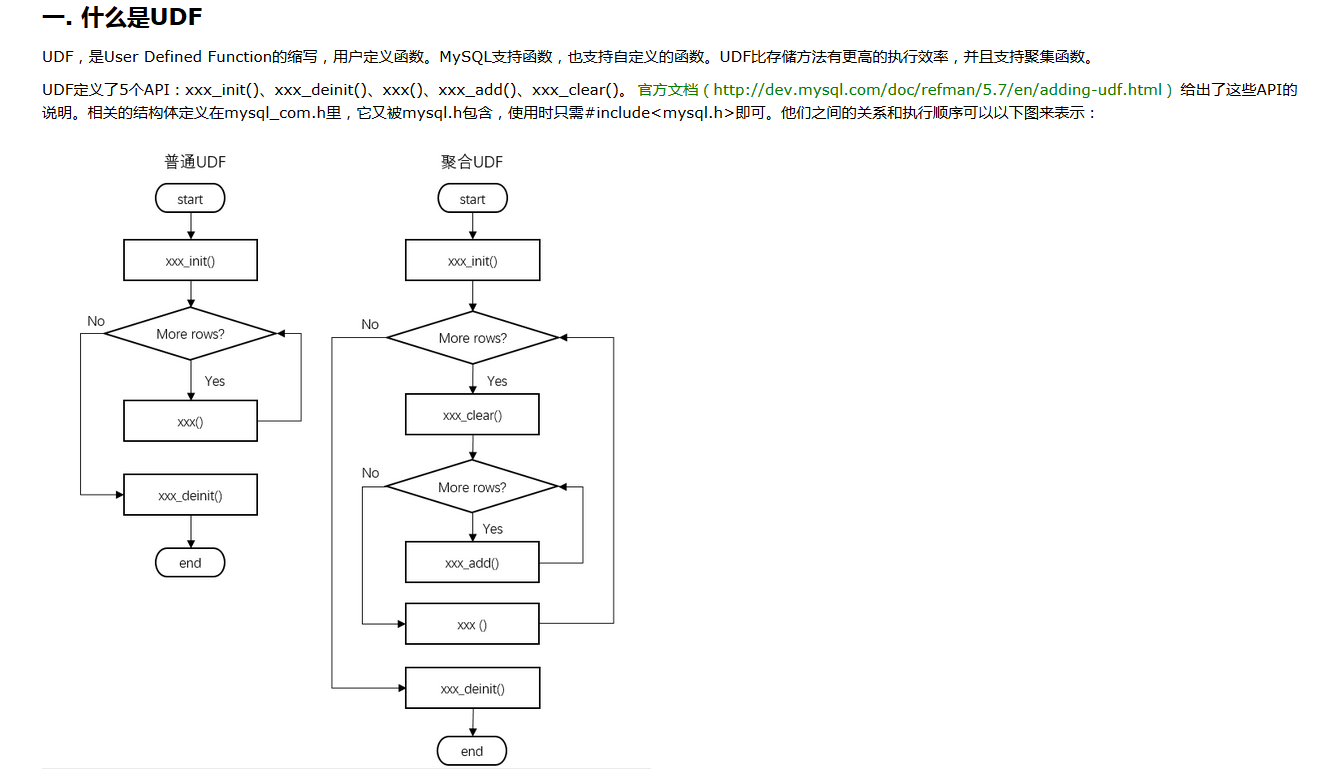 一. 什么是UDF
UDF，是User Defined Function的缩写，用户定义函数。MySQL支持函数，也支持自定义的函数。UDF比存储方法有更高的执行效率，并且支持聚集函数。
UDF定义了5个API：xxx_init()、xxx_deinit()、xxx()、xxx_add()、xxx_clear()。 官方文档（http://dev.mysql.com/doc/refman/5.7/en/adding-udf.html）给出了这些API的
说明。相关的结构体定义在mysql_com.h里，它又被mysql.h包含，使用时只需#include<mysql.h>即可。他们之间的关系和执行顺序可以以下图来表示：
普通UDF
start
xxx_init()
More rows?
No
Yes
xxx()
xxx_deinit()
end
聚合UDF
start
xxx_init()
More rows?
No
Yes
xxx_clear()
More rows?
No
Yes
xxx_add()
xxx ()
xxx_deinit()
end